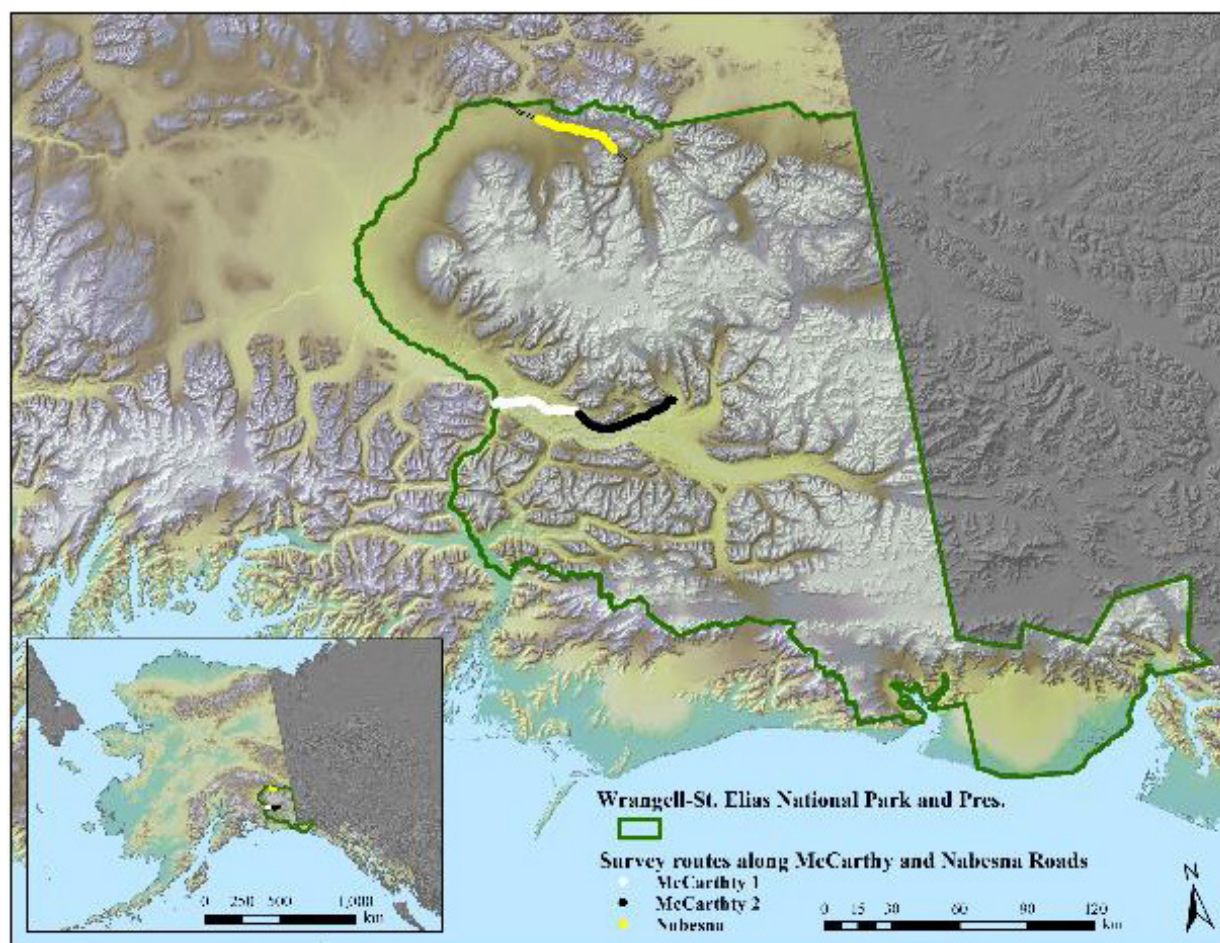 Wrangell-St. Elias National Park and Pres.
Survey routes along McCarthy and Nabesna Roads
McCarthty 1
McCarthty 2
Nabesna
N
0 15 30 60 90 120
km
0 250 500 1,000
km